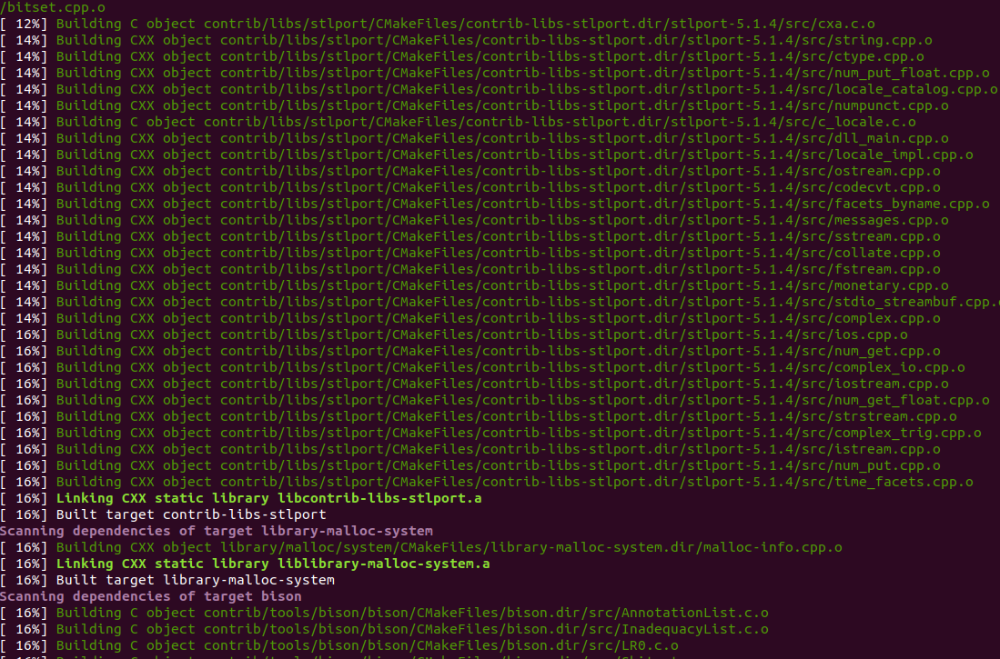 /bitset.cpp.o
[ 12%] Building C object contrib/libs/stlport/CMakeFiles/contrib-libs-stlport.dir/stlport-5.1.4/src/cxa.c.o
[ 14%] Building CXX object contrib/libs/stlport/CMakeFiles/contrib-libs-stlport.dir/stlport-5.1.4/src/string.cpp.o
[ 14%] Building CXX object contrib/libs/stlport/CMakeFiles/contrib-libs-stlport.dir/stlport-5.1.4/src/ctype.cpp.o
[ 14%] Building CXX object contrib/libs/stlport/CMakeFiles/contrib-libs-stlport.dir/stlport-5.1.4/src/num_put_float.cpp.o
[ 14%] Building CXX object contrib/libs/stlport/CMakeFiles/contrib-libs-stlport.dir/stlport-5.1.4/src/locale_catalog.cpp.o
[ 14%] Building CXX object contrib/libs/stlport/CMakeFiles/contrib-libs-stlport.dir/stlport-5.1.4/src/numpunct.cpp.o
[ 14%] Building C object contrib/libs/stlport/CMakeFiles/contrib-libs-stlport.dir/stlport-5.1.4/src/c_locale.c.o
[ 14%] Building CXX object contrib/libs/stlport/CMakeFiles/contrib-libs-stlport.dir/stlport-5.1.4/src/dll_main.cpp.o
[ 14%] Building CXX object contrib/libs/stlport/CMakeFiles/contrib-libs-stlport.dir/stlport-5.1.4/src/locale_impl.cpp.o
[ 14%] Building CXX object contrib/libs/stlport/CMakeFiles/contrib-libs-stlport.dir/stlport-5.1.4/src/ostream.cpp.o
[ 14%] Building CXX object contrib/libs/stlport/CMakeFiles/contrib-libs-stlport.dir/stlport-5.1.4/src/codecvt.cpp.o
[ 14%] Building CXX object contrib/libs/stlport/CMakeFiles/contrib-libs-stlport.dir/stlport-5.1.4/src/facets_byname.cpp.o
[ 14%] Building CXX object contrib/libs/stlport/CMakeFiles/contrib-libs-stlport.dir/stlport-5.1.4/src/messages.cpp.o
[ 14%] Building CXX object contrib/libs/stlport/CMakeFiles/contrib-libs-stlport.dir/stlport-5.1.4/src/sstream.cpp.o
[ 14%] Building CXX object contrib/libs/stlport/CMakeFiles/contrib-libs-stlport.dir/stlport-5.1.4/src/collate.cpp.o
[ 14%] Building CXX object contrib/libs/stlport/CMakeFiles/contrib-libs-stlport.dir/stlport-5.1.4/src/fstream.cpp.o
[ 14%] Building CXX object contrib/libs/stlport/CMakeFiles/contrib-libs-stlport.dir/stlport-5.1.4/src/monetary.cpp.o
[ 14%] Building CXX object contrib/libs/stlport/CMakeFiles/contrib-libs-stlport.dir/stlport-5.1.4/src/stdio_streambuf.cpp.o
[ 14%] Building CXX object contrib/libs/stlport/CMakeFiles/contrib-libs-stlport.dir/stlport-5.1.4/src/complex.cpp.o
[ 16%] Building CXX object contrib/libs/stlport/CMakeFiles/contrib-libs-stlport.dir/stlport-5.1.4/src/ios.cpp.o
[ 16%] Building CXX object contrib/libs/stlport/CMakeFiles/contrib-libs-stlport.dir/stlport-5.1.4/src/num_get.cpp.o
[ 16%] Building CXX object contrib/libs/stlport/CMakeFiles/contrib-libs-stlport.dir/stlport-5.1.4/src/complex_io.cpp.o
[ 16%] Building CXX object contrib/libs/stlport/CMakeFiles/contrib-libs-stlport.dir/stlport-5.1.4/src/iostream.cpp.o
[ 16%] Building CXX object contrib/libs/stlport/CMakeFiles/contrib-libs-stlport.dir/stlport-5.1.4/src/num_get_float.cpp.o
[ 16%] Building CXX object contrib/libs/stlport/CMakeFiles/contrib-libs-stlport.dir/stlport-5.1.4/src/strstream.cpp.o
[ 16%] Building CXX object contrib/libs/stlport/CMakeFiles/contrib-libs-stlport.dir/stlport-5.1.4/src/complex_trig.cpp.o
[ 16%] Building CXX object contrib/libs/stlport/CMakeFiles/contrib-libs-stlport.dir/stlport-5.1.4/src/istream.cpp.o
[ 16%] Building CXX object contrib/libs/stlport/CMakeFiles/contrib-libs-stlport.dir/stlport-5.1.4/src/num_put.cpp.o
[ 16%] Building CXX object contrib/libs/stlport/CMakeFiles/contrib-libs-stlport.dir/stlport-5.1.4/src/time_facets.cpp.o
[ 16%] Linking CXX static library libcontrib-libs-stlport.a
[ 16%] Built target contrib-libs-stlport
Scanning dependencies of target library-malloc-system
[ 16%] Building CXX object library/malloc/system/CMakeFiles/library-malloc-system.dir/malloc-info.cpp.o
[ 16%] Linking CXX static library liblibrary-malloc-system.a
[ 16%] Built target library-malloc-system
Scanning dependencies of target bison
[ 16%] Building C object contrib/tools/bison/bison/CMakeFiles/bison.dir/src/AnnotationList.c.o
[ 16%] Building C object contrib/tools/bison/bison/CMakeFiles/bison.dir/src/InadequacyList.c.o
[ 16%] Building C object contrib/tools/bison/bison/CMakeFiles/bison.dir/src/LR0.c.o